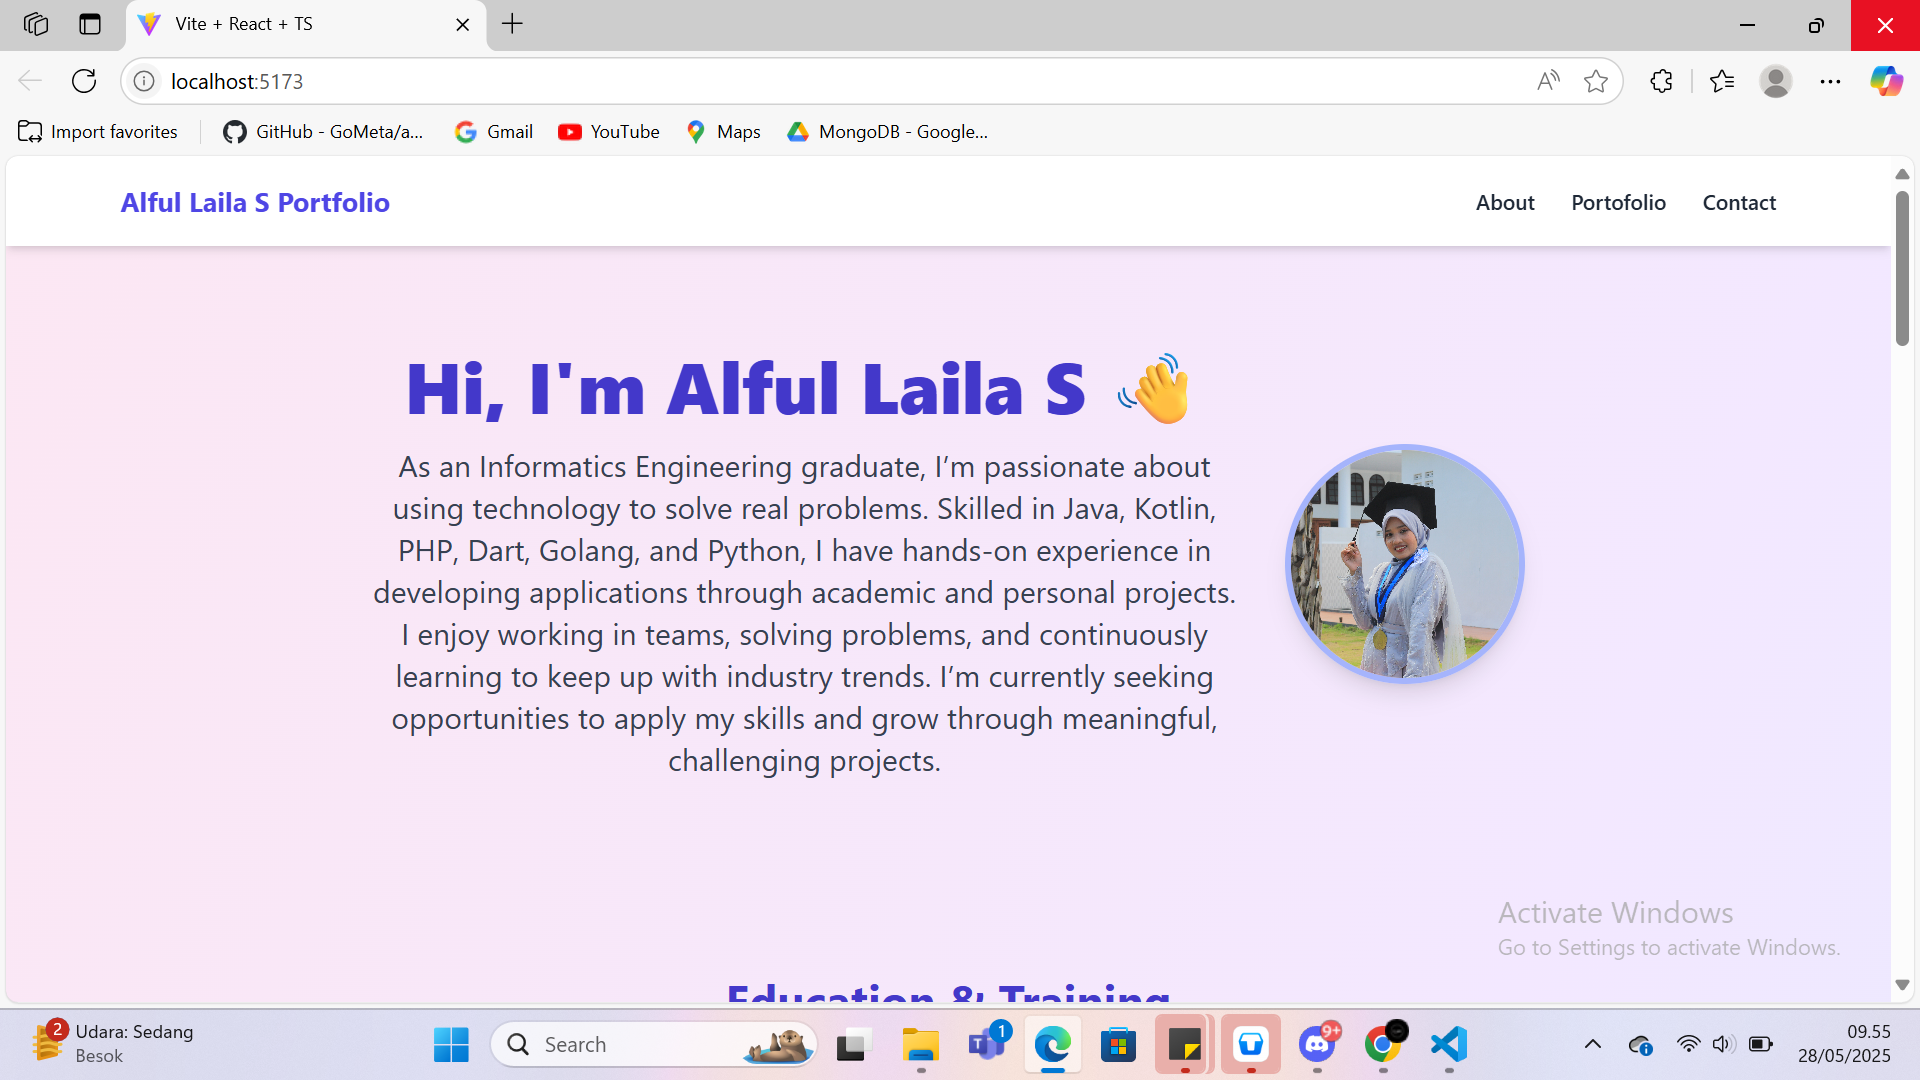 Vite + React + TS
localhost:5173
Import favorites
GitHub - GoMeta/a...
Gmail
YouTube
Maps
MongoDB - Google...
Alful Laila S Portfolio
About
Portofolio
Contact
Hi, I'm Alful Laila S 👋
As an Informatics Engineering graduate, I’m passionate about
using technology to solve real problems. Skilled in Java, Kotlin,
PHP, Dart, Golang, and Python, I have hands-on experience in
developing applications through academic and personal projects.
I enjoy working in teams, solving problems, and continuously
learning to keep up with industry trends. I’m currently seeking
opportunities to apply my skills and grow through meaningful,
challenging projects.
Activate Windows
Go to Settings to activate Windows.
Education & Training
2
Udara: Sedang
Besok
Search
1
9+
09.55
28/05/2025